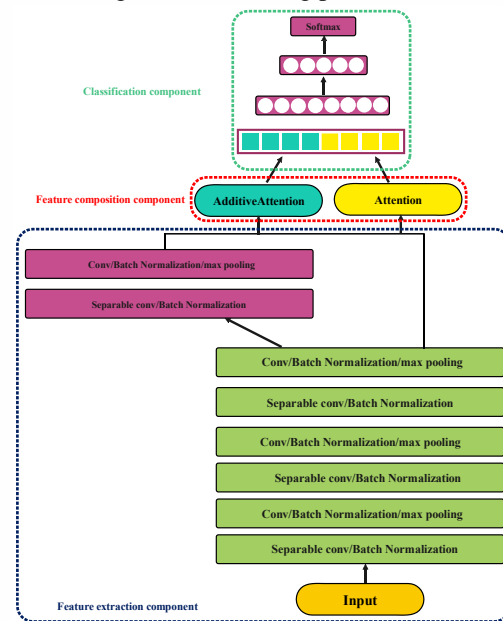 Softmax
Classification component
Feature composition component
AdditiveAttention
Attention
Conv/Batch Normalization/max pooling
Separable conv/Batch Normalization
Conv/Batch Normalization/max pooling
Separable conv/Batch Normalization
Conv/Batch Normalization/max pooling
Separable conv/Batch Normalization
Conv/Batch Normalization/max pooling
Separable conv/Batch Normalization
Input
Feature extraction component